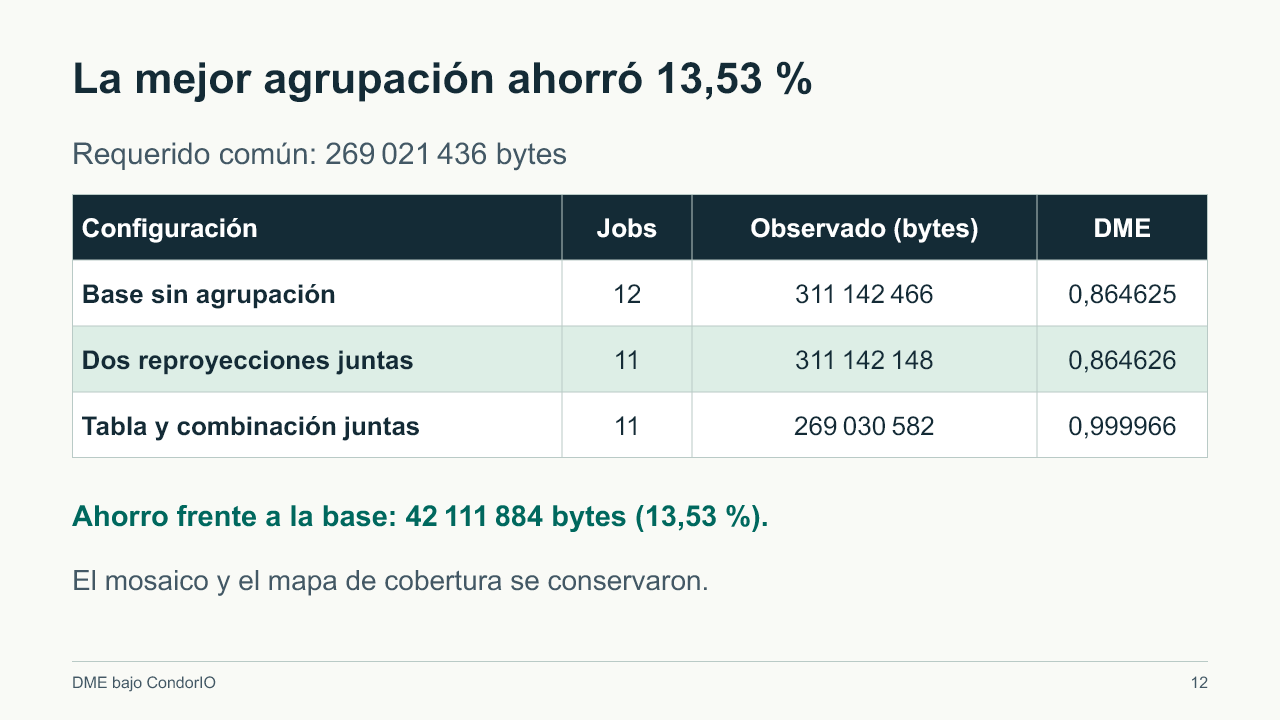 La mejor agrupación ahorró 13,53 %
Requerido común: 269 021 436 bytes
Configuración Jobs Observado (bytes) DME
Base sin agrupación 12 311 142 466 0,864625
Dos reproyecciones juntas 11 311 142 148 0,864626
Tabla y combinación juntas 11 269 030 582 0,999966
Ahorro frente a la base: 42 111 884 bytes (13,53 %).
El mosaico y el mapa de cobertura se conservaron.
DME bajo CondorIO 12